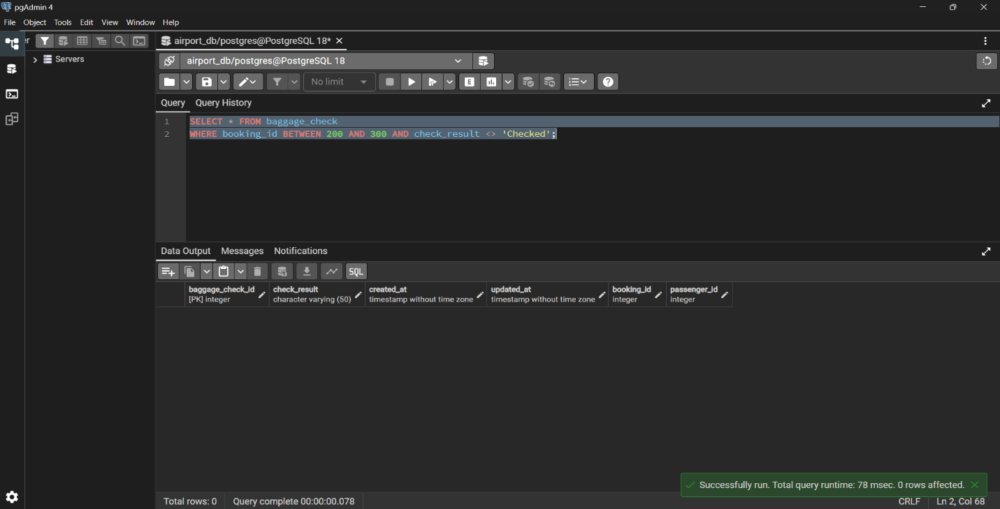 pgAdmin 4
File Object Tools Edit View Window Help
airport_db/postgres@PostgreSQL 18*
Servers
airport_db/postgres@PostgreSQL 18
No limit
E
Query Query History
1 SELECT * FROM baggage_check
2 WHERE booking_id BETWEEN 200 AND 300 AND check_result <> 'Checked';
Data Output Messages Notifications
SQL
baggage_check_id check_result created_at updated_at booking_id passenger_id
[PK] integer character varying (50) timestamp without time zone timestamp without time zone integer integer
Successfully run. Total query runtime: 78 msec. 0 rows affected.
Total rows: 0 Query complete 00:00:00.078 CRLF Ln 2, Col 68